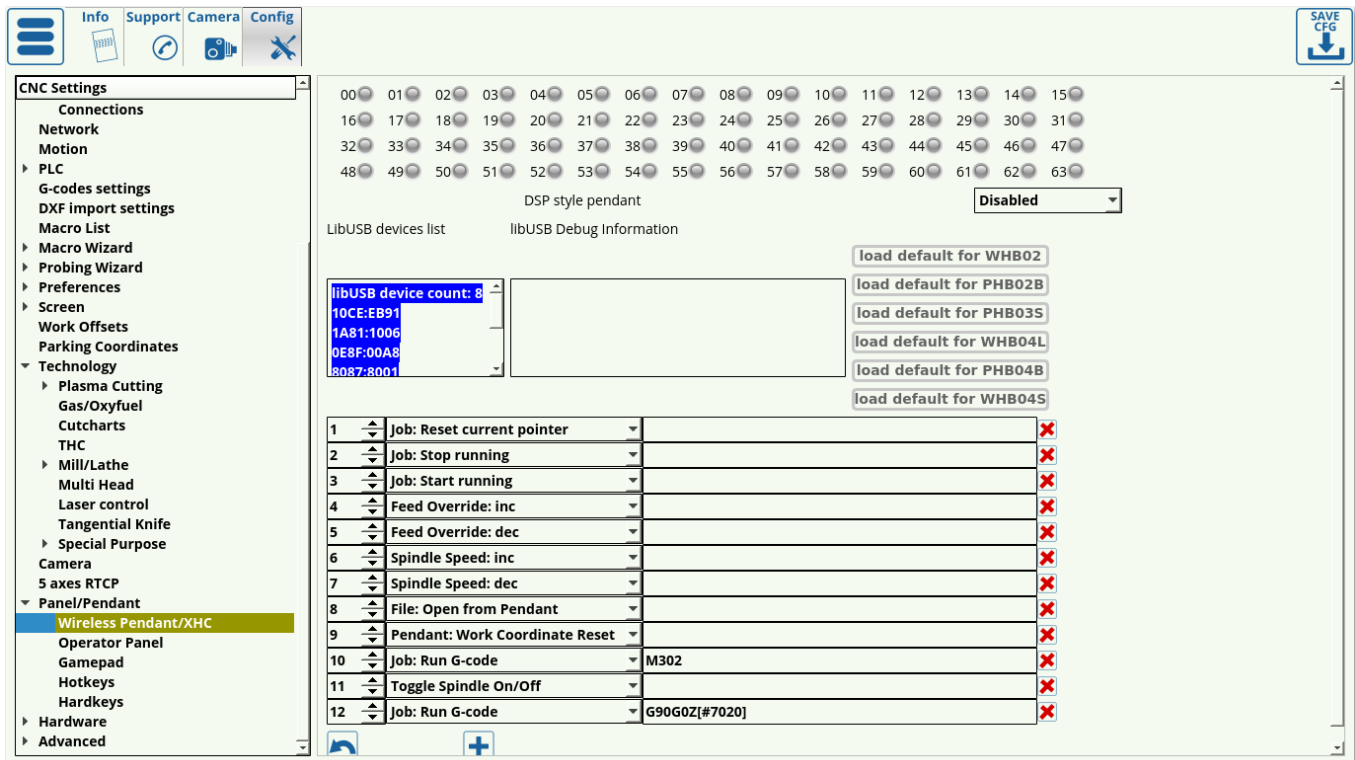 Info Support Camera Config
SAVE
CFG
CNC Settings
Connections
Network
Motion
PLC
G-codes settings
DXF import settings
Macro List
Macro Wizard
Probing Wizard
Preferences
Screen
Work Offsets
Parking Coordinates
Technology
Plasma Cutting
Gas/Oxyfuel
Cutcharts
THC
Mill/Lathe
Multi Head
Laser control
Tangential Knife
Special Purpose
Camera
5 axes RTCP
Panel/Pendant
Wireless Pendant/XHC
Operator Panel
Gamepad
Hotkeys
Hardkeys
Hardware
Advanced
00 01 02 03 04 05 06 07 08 09 10 11 12 13 14 15
16 17 18 19 20 21 22 23 24 25 26 27 28 29 30 31
32 33 34 35 36 37 38 39 40 41 42 43 44 45 46 47
48 49 50 51 52 53 54 55 56 57 58 59 60 61 62 63
DSP style pendant Disabled
LibUSB devices list libUSB Debug Information
libUSB device count: 8
10CE:EB91
1A81:1006
0E8F:00A8
8087:8001
load default for WHB02
load default for PHB02B
load default for PHB03S
load default for WHB04L
load default for PHB04B
load default for WHB04S
1 Job: Reset current pointer
2 Job: Stop running
3 Job: Start running
4 Feed Override: inc
5 Feed Override: dec
6 Spindle Speed: inc
7 Spindle Speed: dec
8 File: Open from Pendant
9 Pendant: Work Coordinate Reset
10 Job: Run G-code M302
11 Toggle Spindle On/Off
12 Job: Run G-code G90G0Z[#7020]